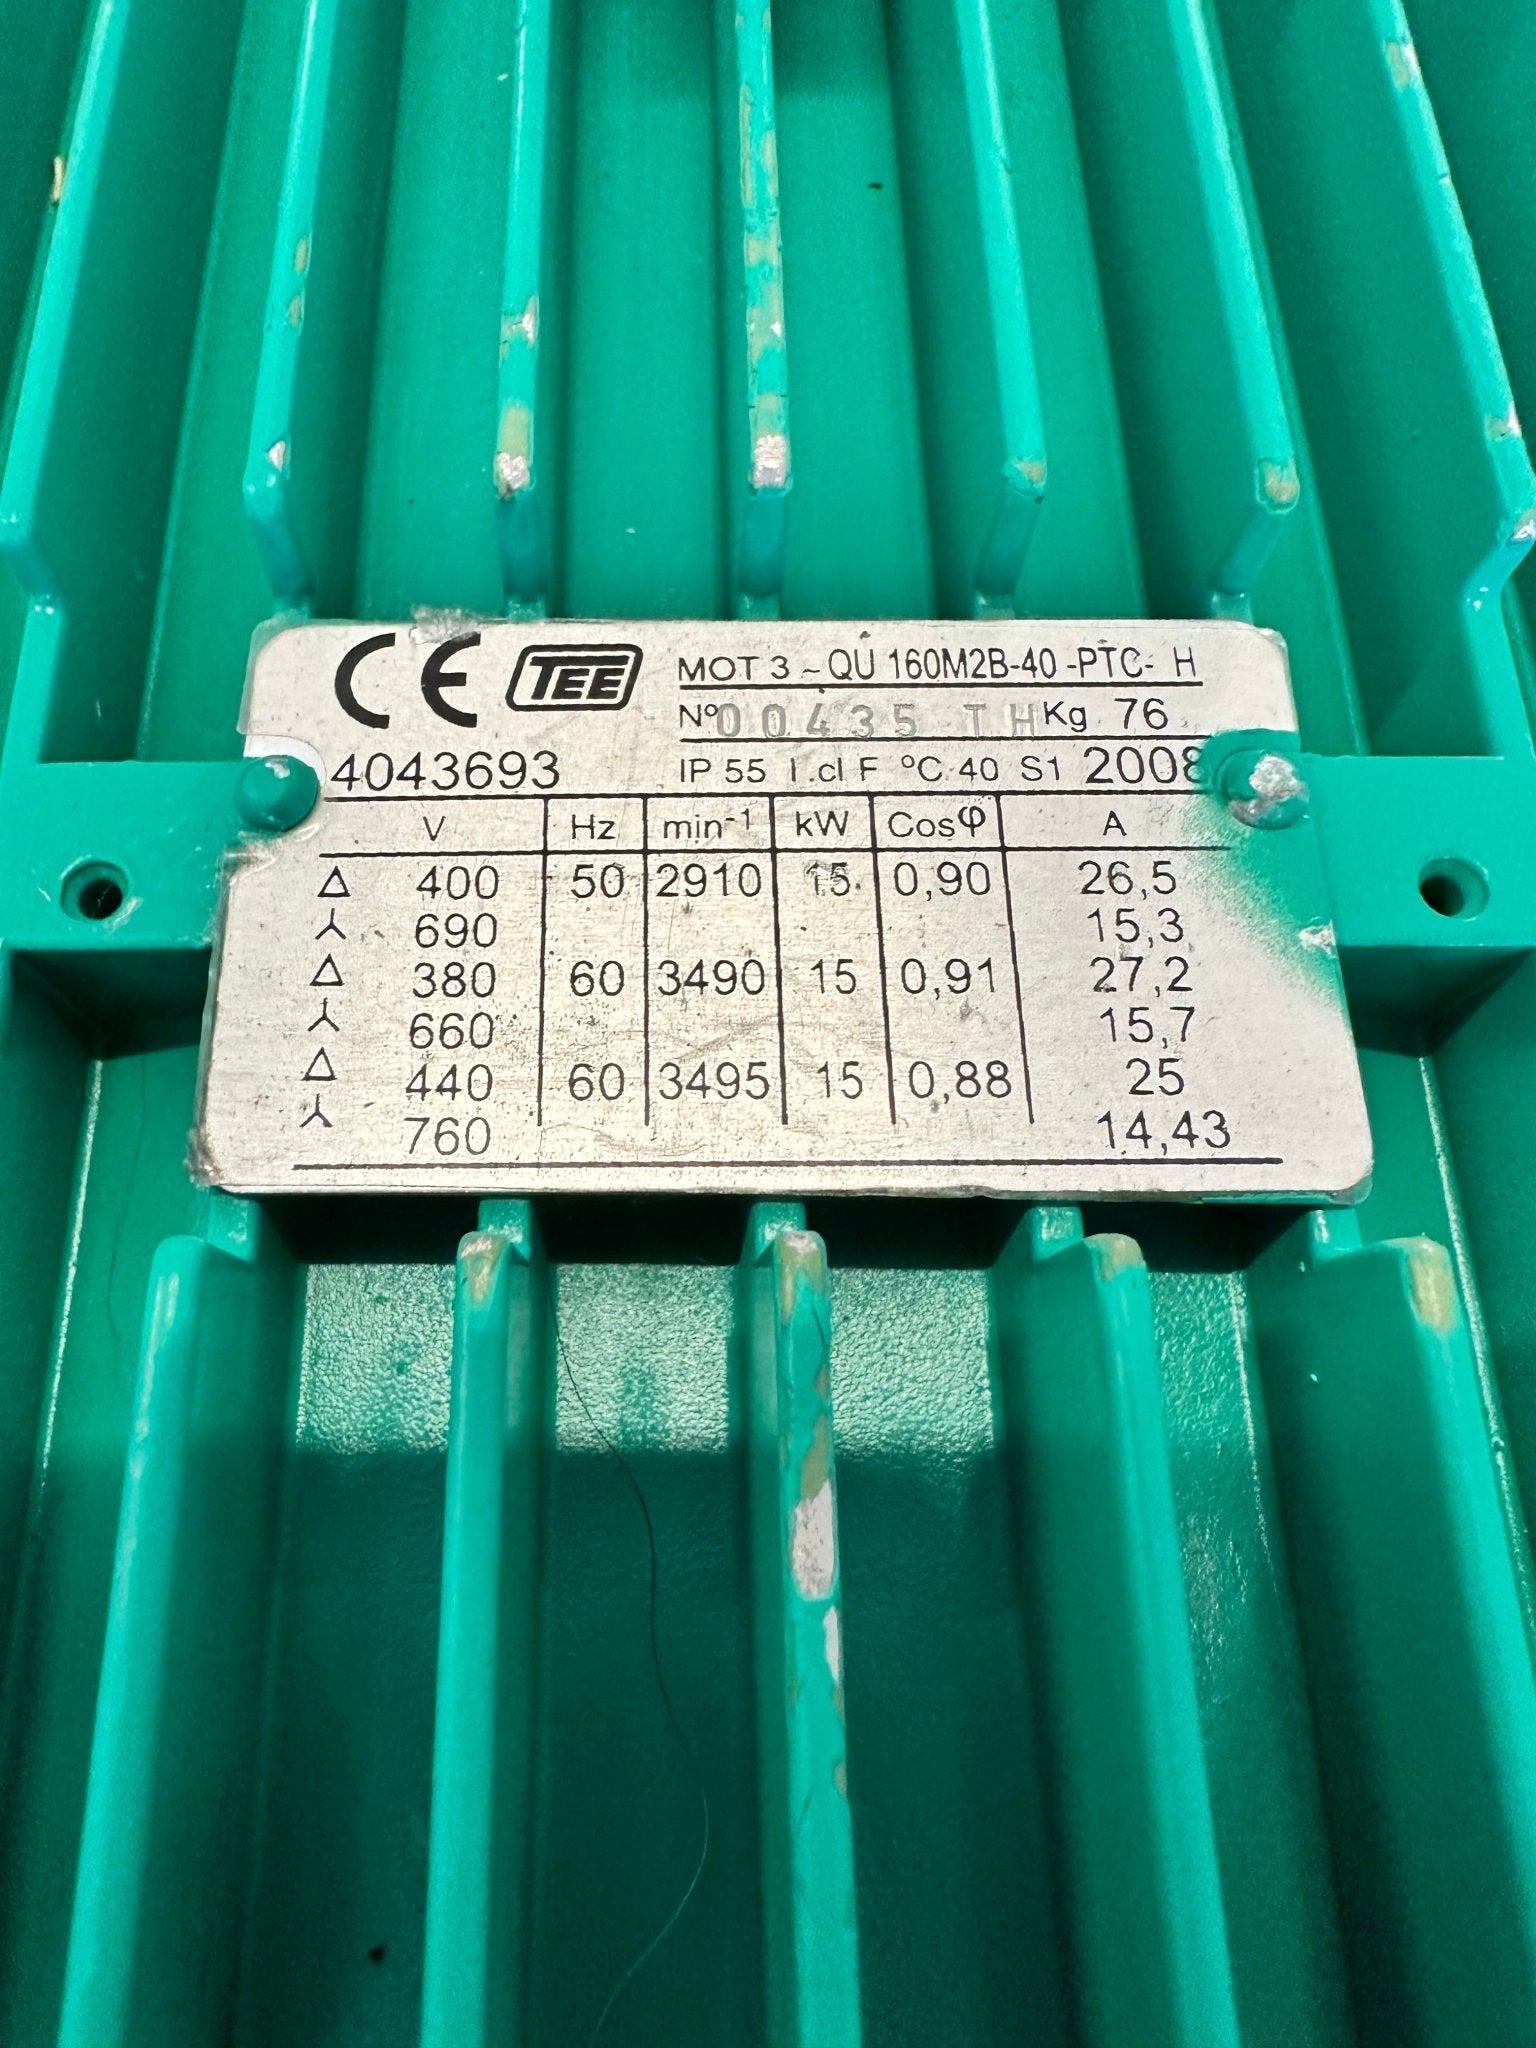 CE TEE MOT 3 ~ QU 160M2B-40 -PTC- H
Nº 00435 TH Kg 76
4043693 IP 55 I.cl F ºC 40 S1 2008
V Hz min-1 kW Cosφ A
△ 400 50 2910 15 0,90 26,5
⅄ 690 15,3
△ 380 60 3490 15 0,91 27,2
⅄ 660 15,7
△ 440 60 3495 15 0,88 25
⅄ 760 14,43